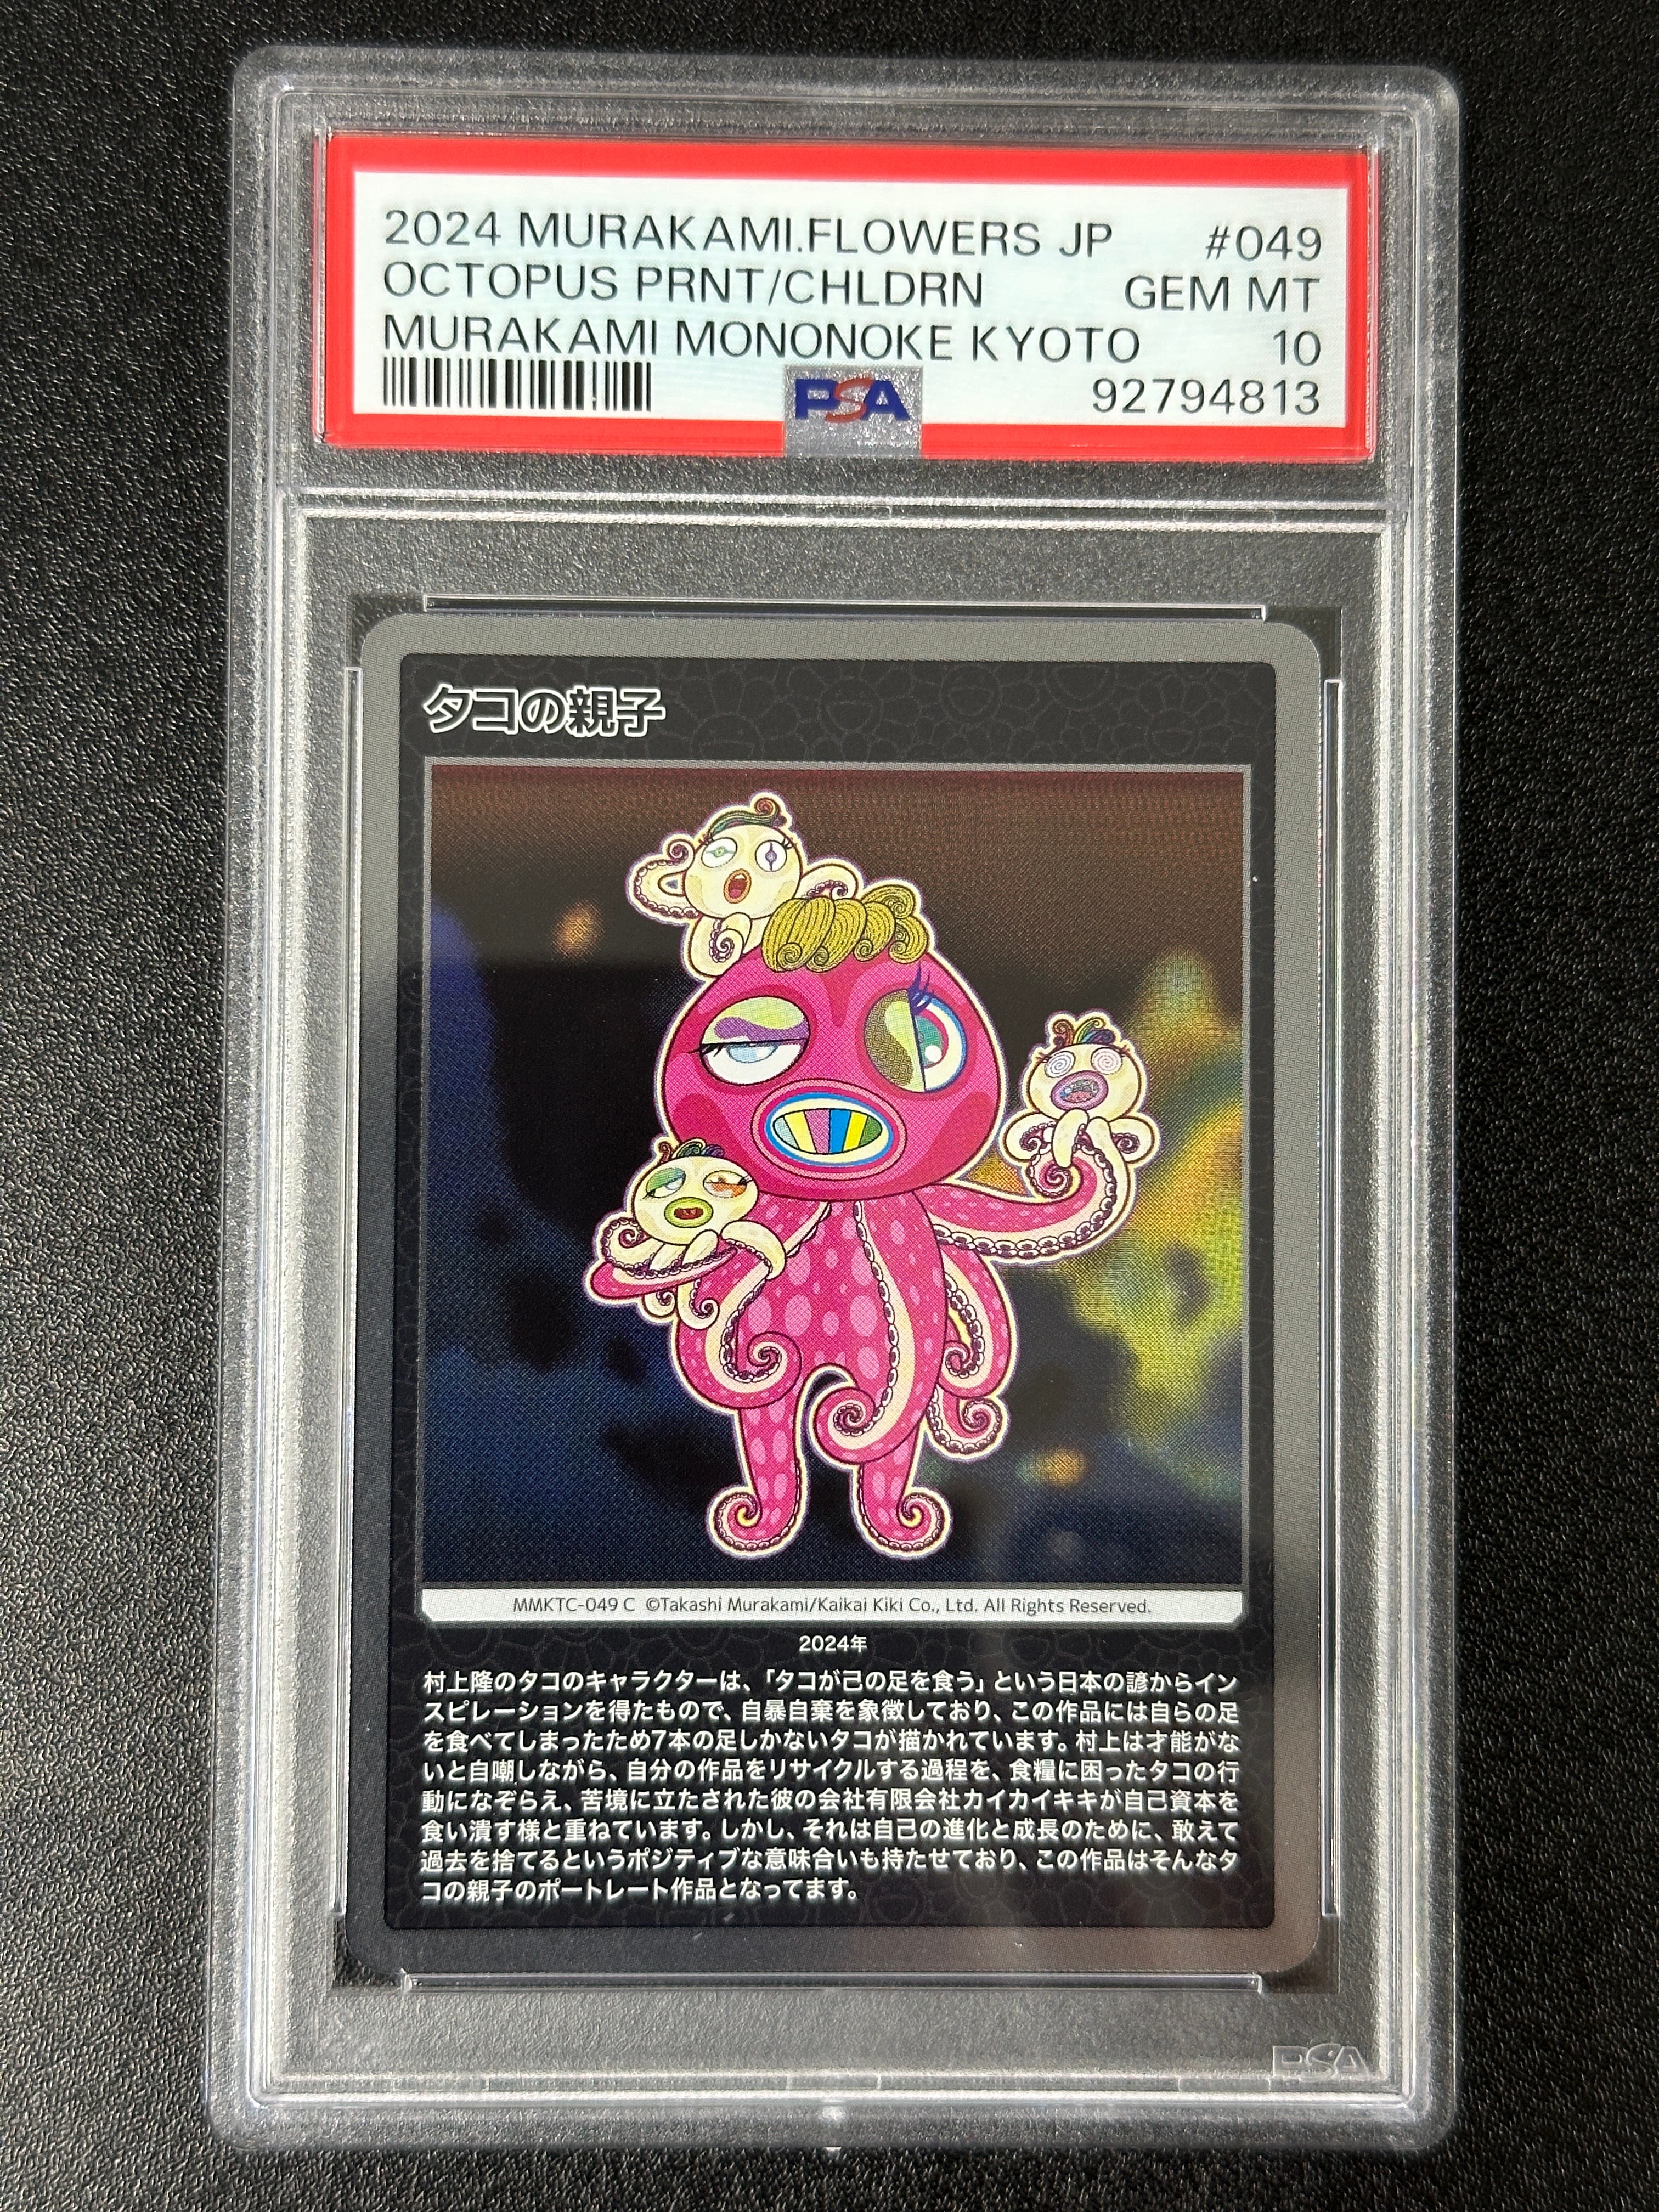 2024 MURAKAMI.FLOWERS JP #049
OCTOPUS PRNT/CHLDRN GEM MT
MURAKAMI MONONOKE KYOTO 10
PSA 92794813
タコの親子
MMKTC-049 C ©Takashi Murakami/Kaikai Kiki Co., Ltd. All Rights Reserved.
2024年
村上隆のタコのキャラクターは、「タコが己の足を食う」という日本の諺からイン
スピレーションを得たもので、自暴自棄を象徴しており、この作品には自らの足
を食べてしまったため7本の足しかないタコが描かれています。村上は才能がな
いと自嘲しながら、自分の作品をリサイクルする過程を、食糧に困ったタコの行
動になぞらえ、苦境に立たされた彼の会社有限会社カイカイキキが自己資本を
食い潰す様と重ねています。しかし、それは自己の進化と成長のために、敢えて
過去を捨てるというポジティブな意味合いも持たせており、この作品はそんなタ
コの親子のポートレート作品となってます。
PSA